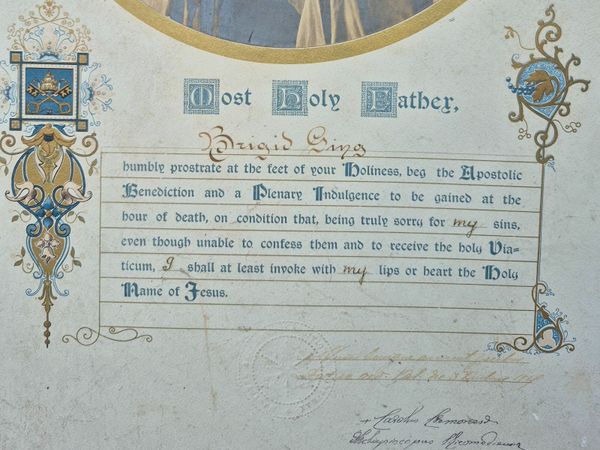 Most Holy Father,
Brigid
humbly prostrate at the feet of your Holiness, beg the Apostolic
Benediction and a Plenary Indulgence to be gained at the
hour of death, on condition that, being truly sorry for my sins,
even though unable to confess them and to receive the holy Via-
ticum, I shall at least invoke with my lips or heart the Holy
Name of Jesus.
Carolus